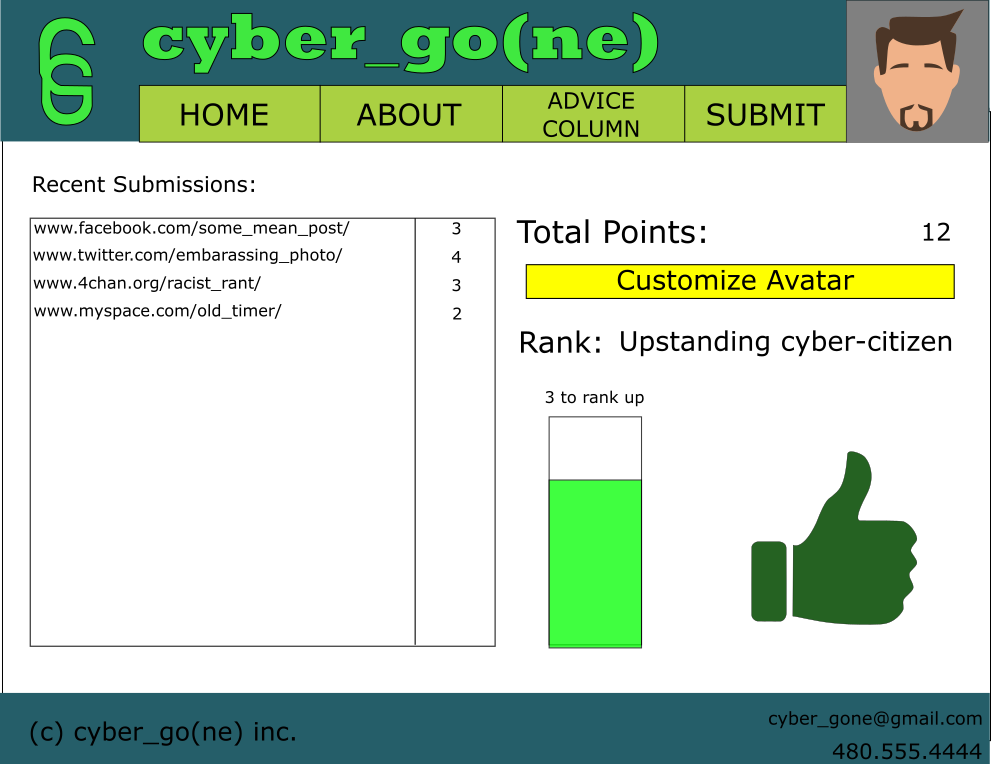 CG
cyber_go(ne)
HOME
ABOUT
ADVICE
COLUMN
SUBMIT
Recent Submissions:
www.facebook.com/some_mean_post/ 3
www.twitter.com/embarassing_photo/ 4
www.4chan.org/racist_rant/ 3
www.myspace.com/old_timer/ 2
Total Points: 12
Customize Avatar
Rank: Upstanding cyber-citizen
3 to rank up
(c) cyber_go(ne) inc.
cyber_gone@gmail.com
480.555.4444